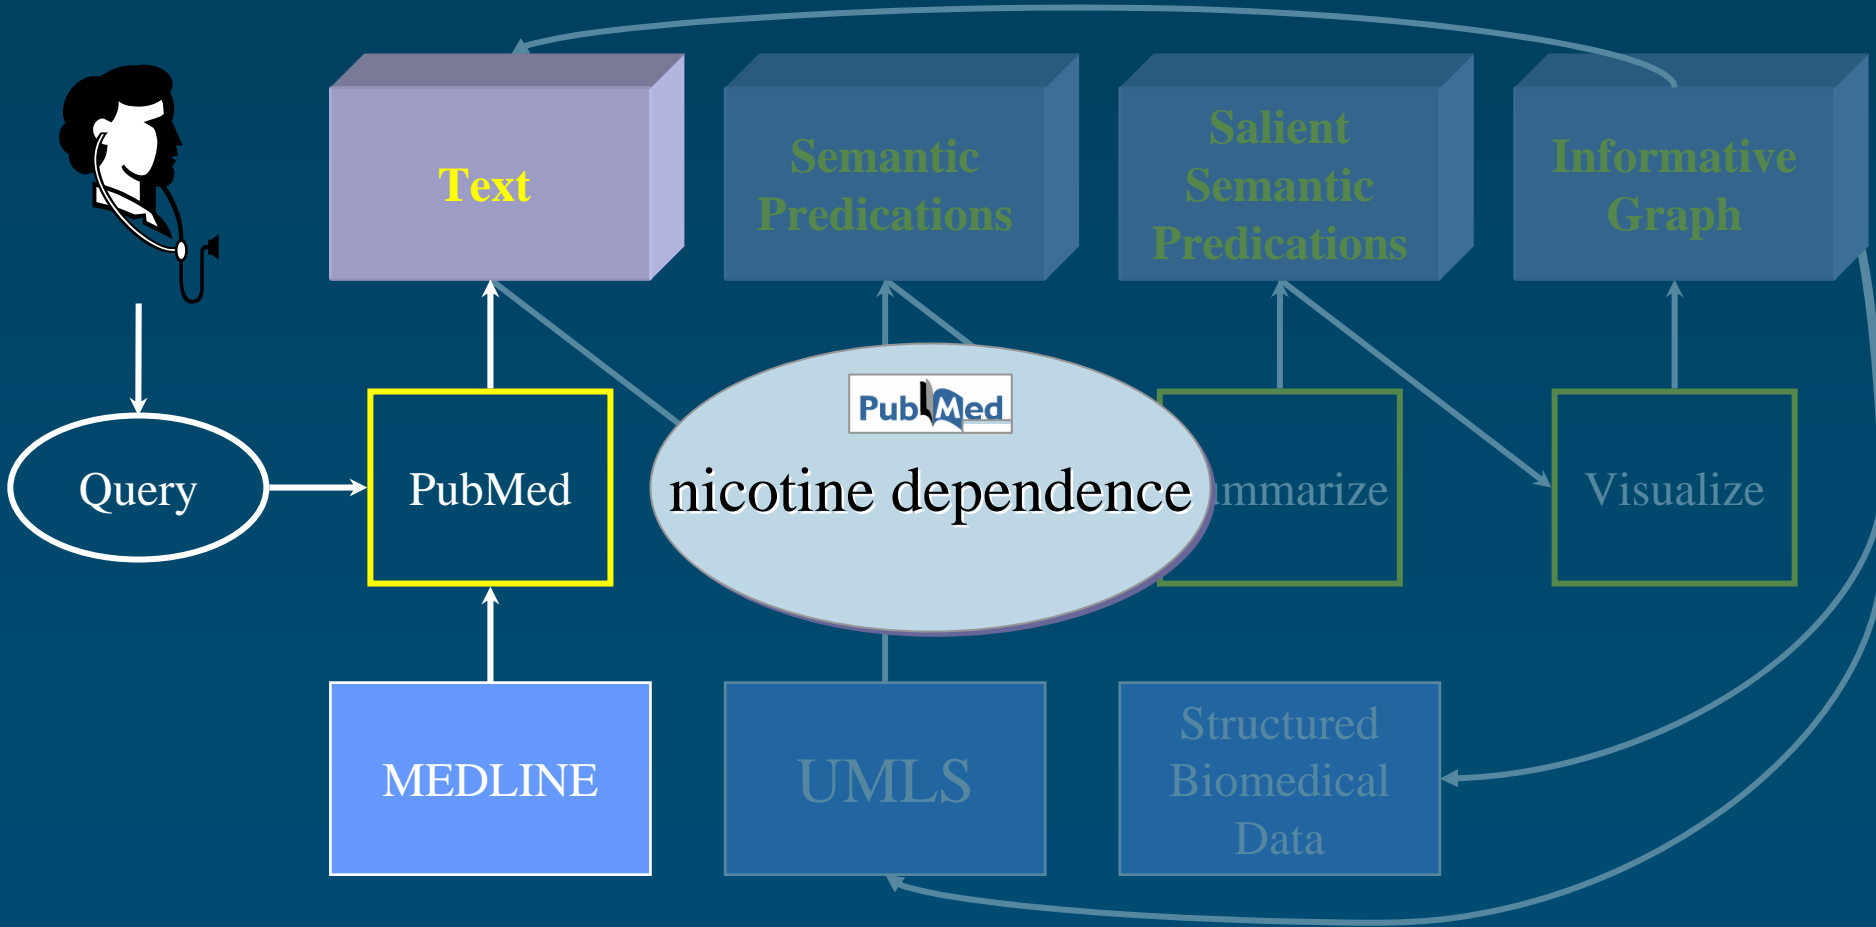 Text
Semantic
Predications
Salient
Semantic
Predications
Informative
Graph
Query
PubMed
PubMed
nicotine dependence
ummarize
Visualize
MEDLINE
UMLS
Structured
Biomedical
Data